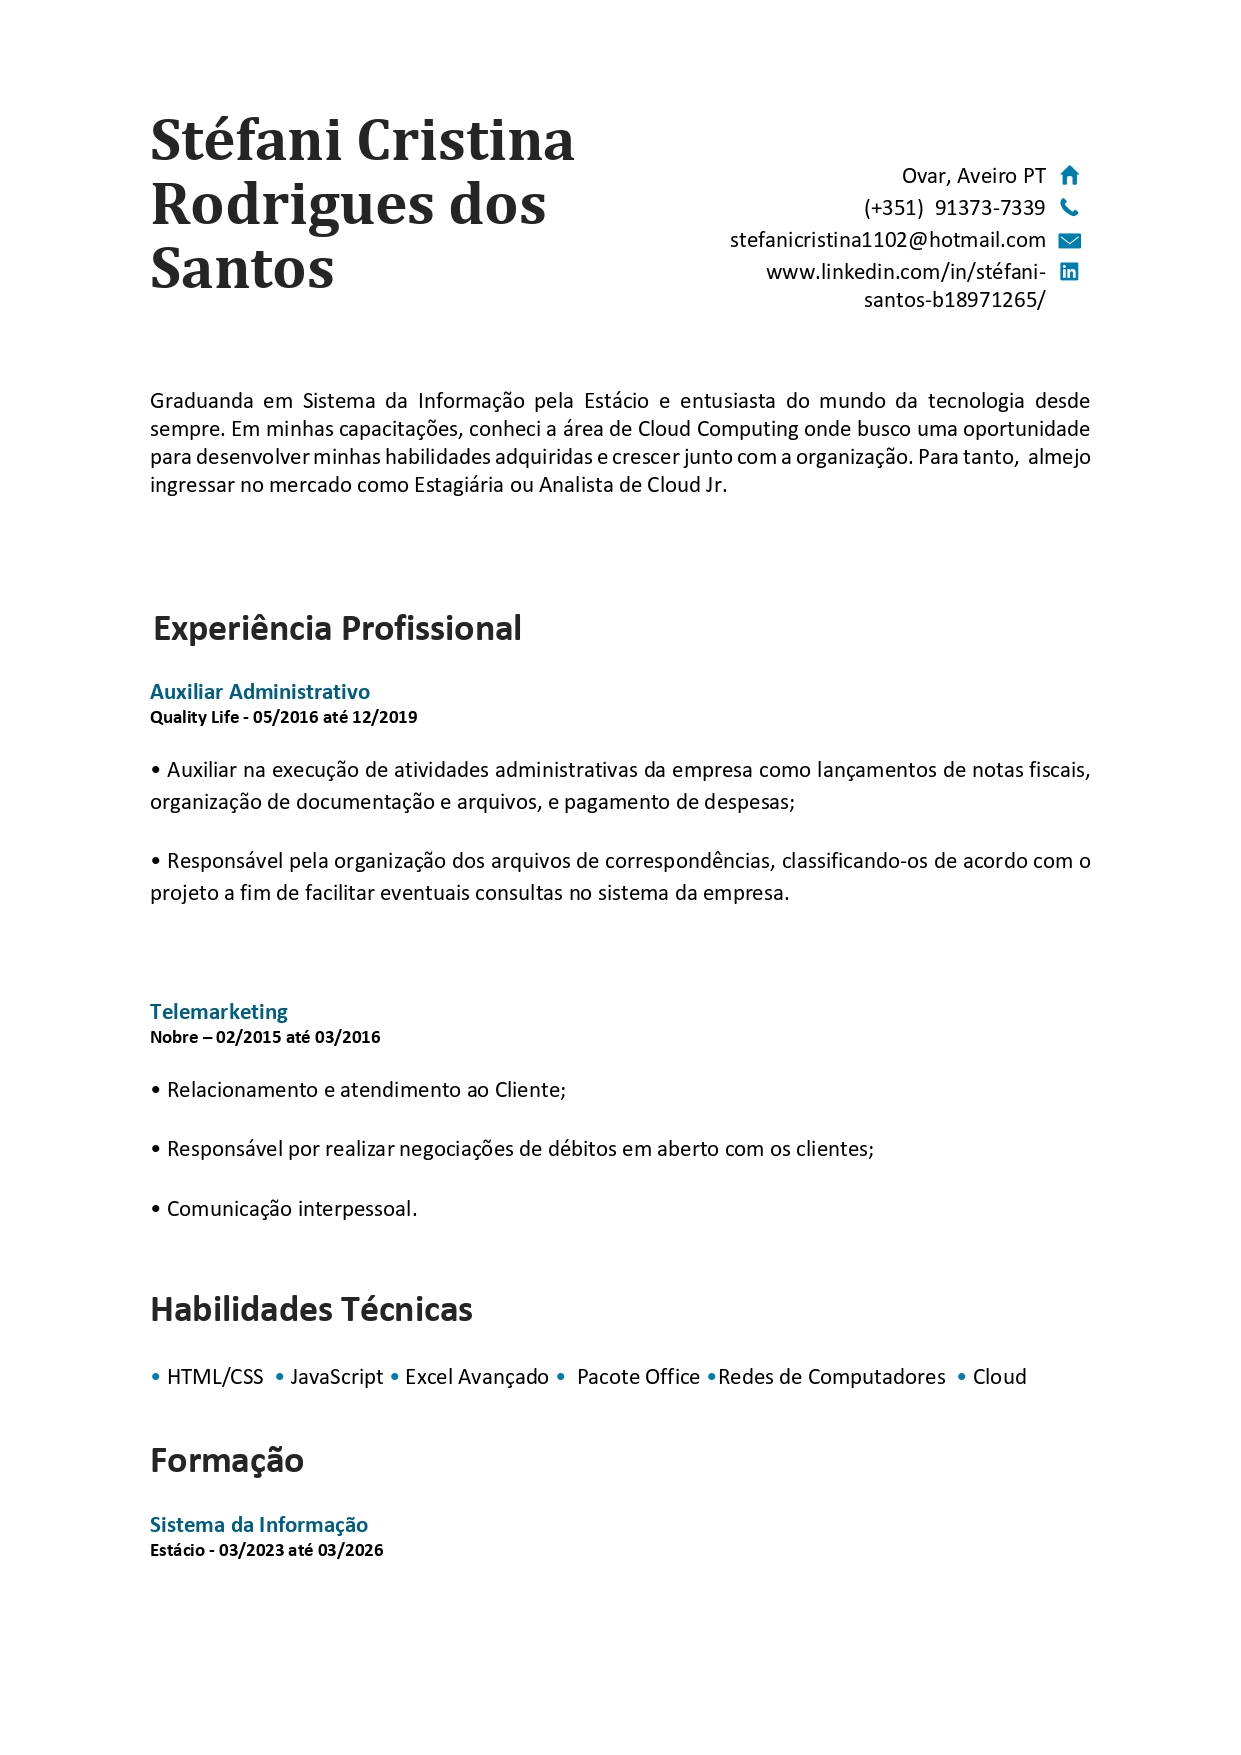 Stéfani Cristina
Rodrigues dos
Santos
Ovar, Aveiro PT
(+351) 91373-7339
stefanicristina1102@hotmail.com
www.linkedin.com/in/stéfani-
santos-b18971265/
Graduanda em Sistema da Informação pela Estácio e entusiasta do mundo da tecnologia desde
sempre. Em minhas capacitações, conheci a área de Cloud Computing onde busco uma oportunidade
para desenvolver minhas habilidades adquiridas e crescer junto com a organização. Para tanto, almejo
ingressar no mercado como Estagiária ou Analista de Cloud Jr.
Experiência Profissional
Auxiliar Administrativo
Quality Life - 05/2016 até 12/2019
• Auxiliar na execução de atividades administrativas da empresa como lançamentos de notas fiscais,
organização de documentação e arquivos, e pagamento de despesas;
• Responsável pela organização dos arquivos de correspondências, classificando-os de acordo com o
projeto a fim de facilitar eventuais consultas no sistema da empresa.
Telemarketing
Nobre – 02/2015 até 03/2016
• Relacionamento e atendimento ao Cliente;
• Responsável por realizar negociações de débitos em aberto com os clientes;
• Comunicação interpessoal.
Habilidades Técnicas
• HTML/CSS • JavaScript • Excel Avançado • Pacote Office •Redes de Computadores • Cloud
Formação
Sistema da Informação
Estácio - 03/2023 até 03/2026